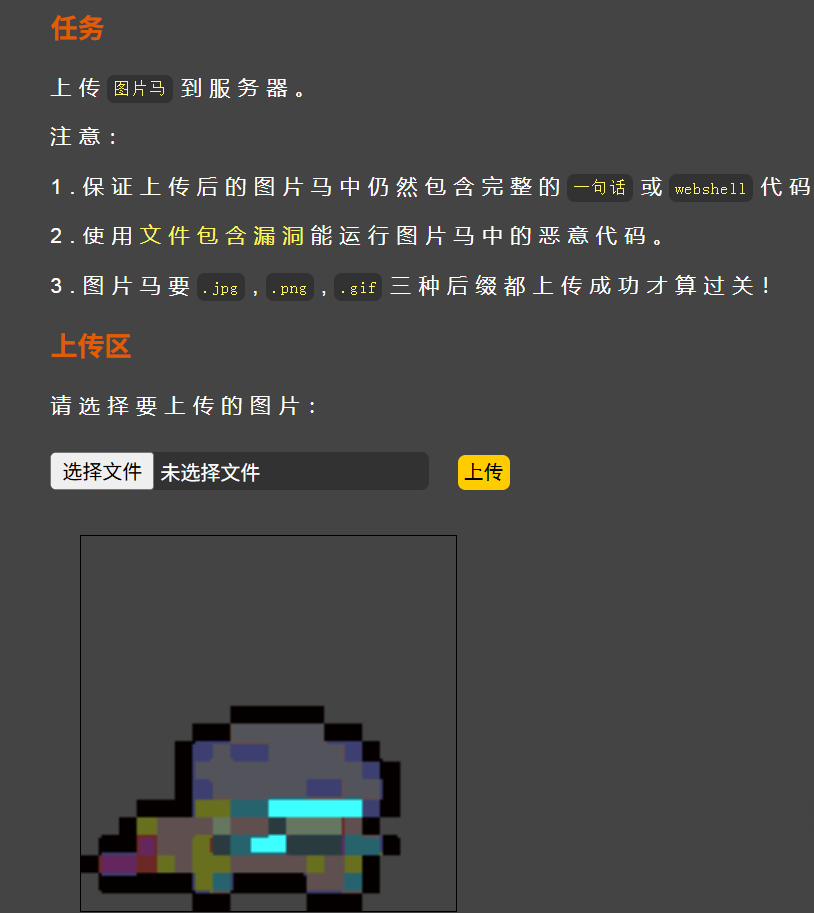 任务
上传 图片马 到服务器。
注意：
1.保证上传后的图片马中仍然包含完整的 一句话 或 webshell 代码
2.使用文件包含漏洞能运行图片马中的恶意代码。
3.图片马要 .jpg , .png , .gif 三种后缀都上传成功才算过关！
上传区
请选择要上传的图片：
选择文件 未选择文件 上传